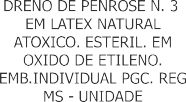 DRENO DE PENROSE N. 3
EM LATEX NATURAL
ATOXICO. ESTERIL. EM
OXIDO DE ETILENO.
EMB.INDIVIDUAL PGC. REG
MS - UNIDADE